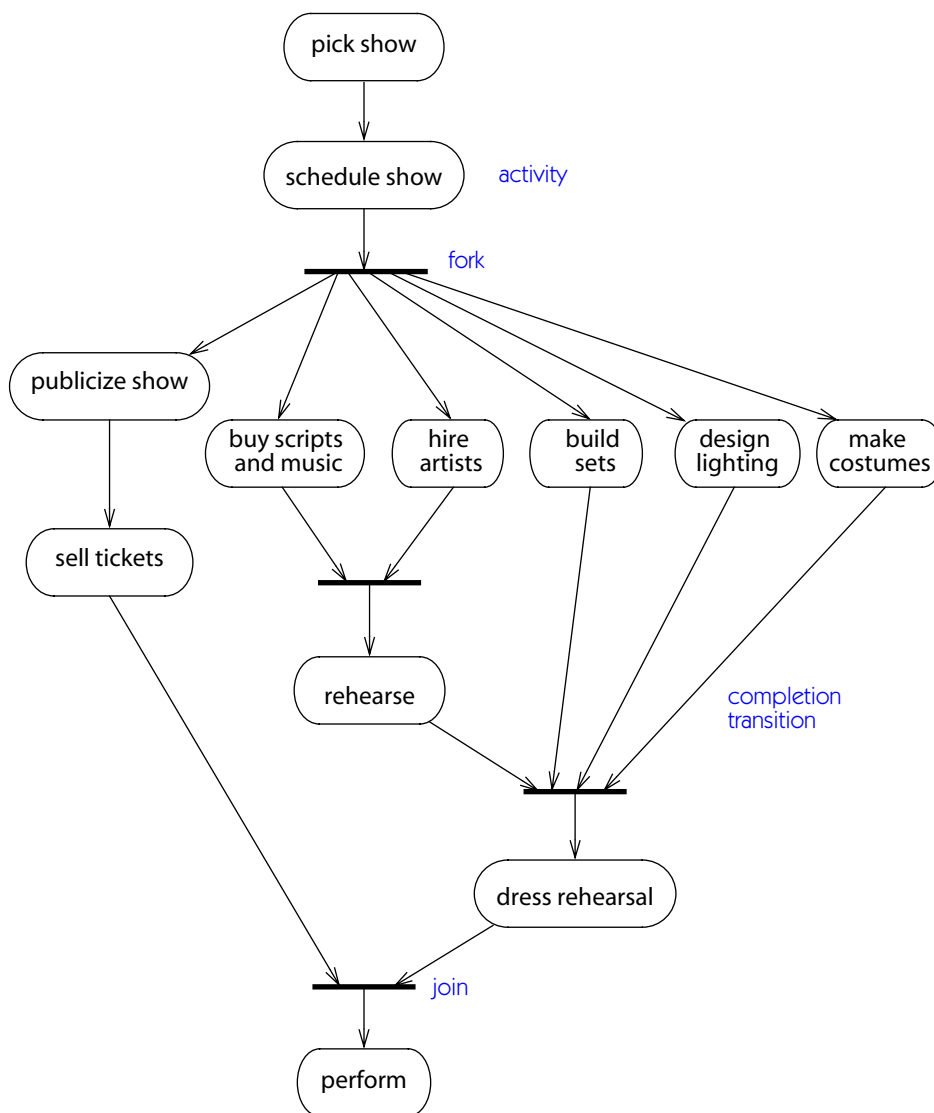 pick show
schedule show
activity
fork
publicize show
buy scripts
and music
hire
artists
build
sets
design
lighting
make
costumes
sell tickets
rehearse
completion
transition
dress rehearsal
join
perform